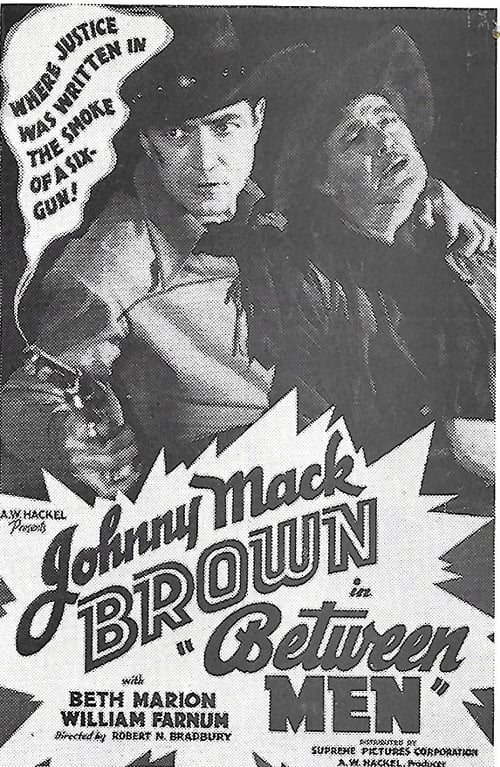 WHERE JUSTICE
WAS WRITTEN IN
THE SMOKE
OF A SIX-
GUN!
A.W. HACKEL
Presents
Johnny Mack
BROWN
in
"Between
MEN"
with
BETH MARION
WILLIAM FARNUM
Directed by ROBERT N. BRADBURY
DISTRIBUTED BY
SUPREME PICTURES CORPORATION
A.W. HACKEL, Producer